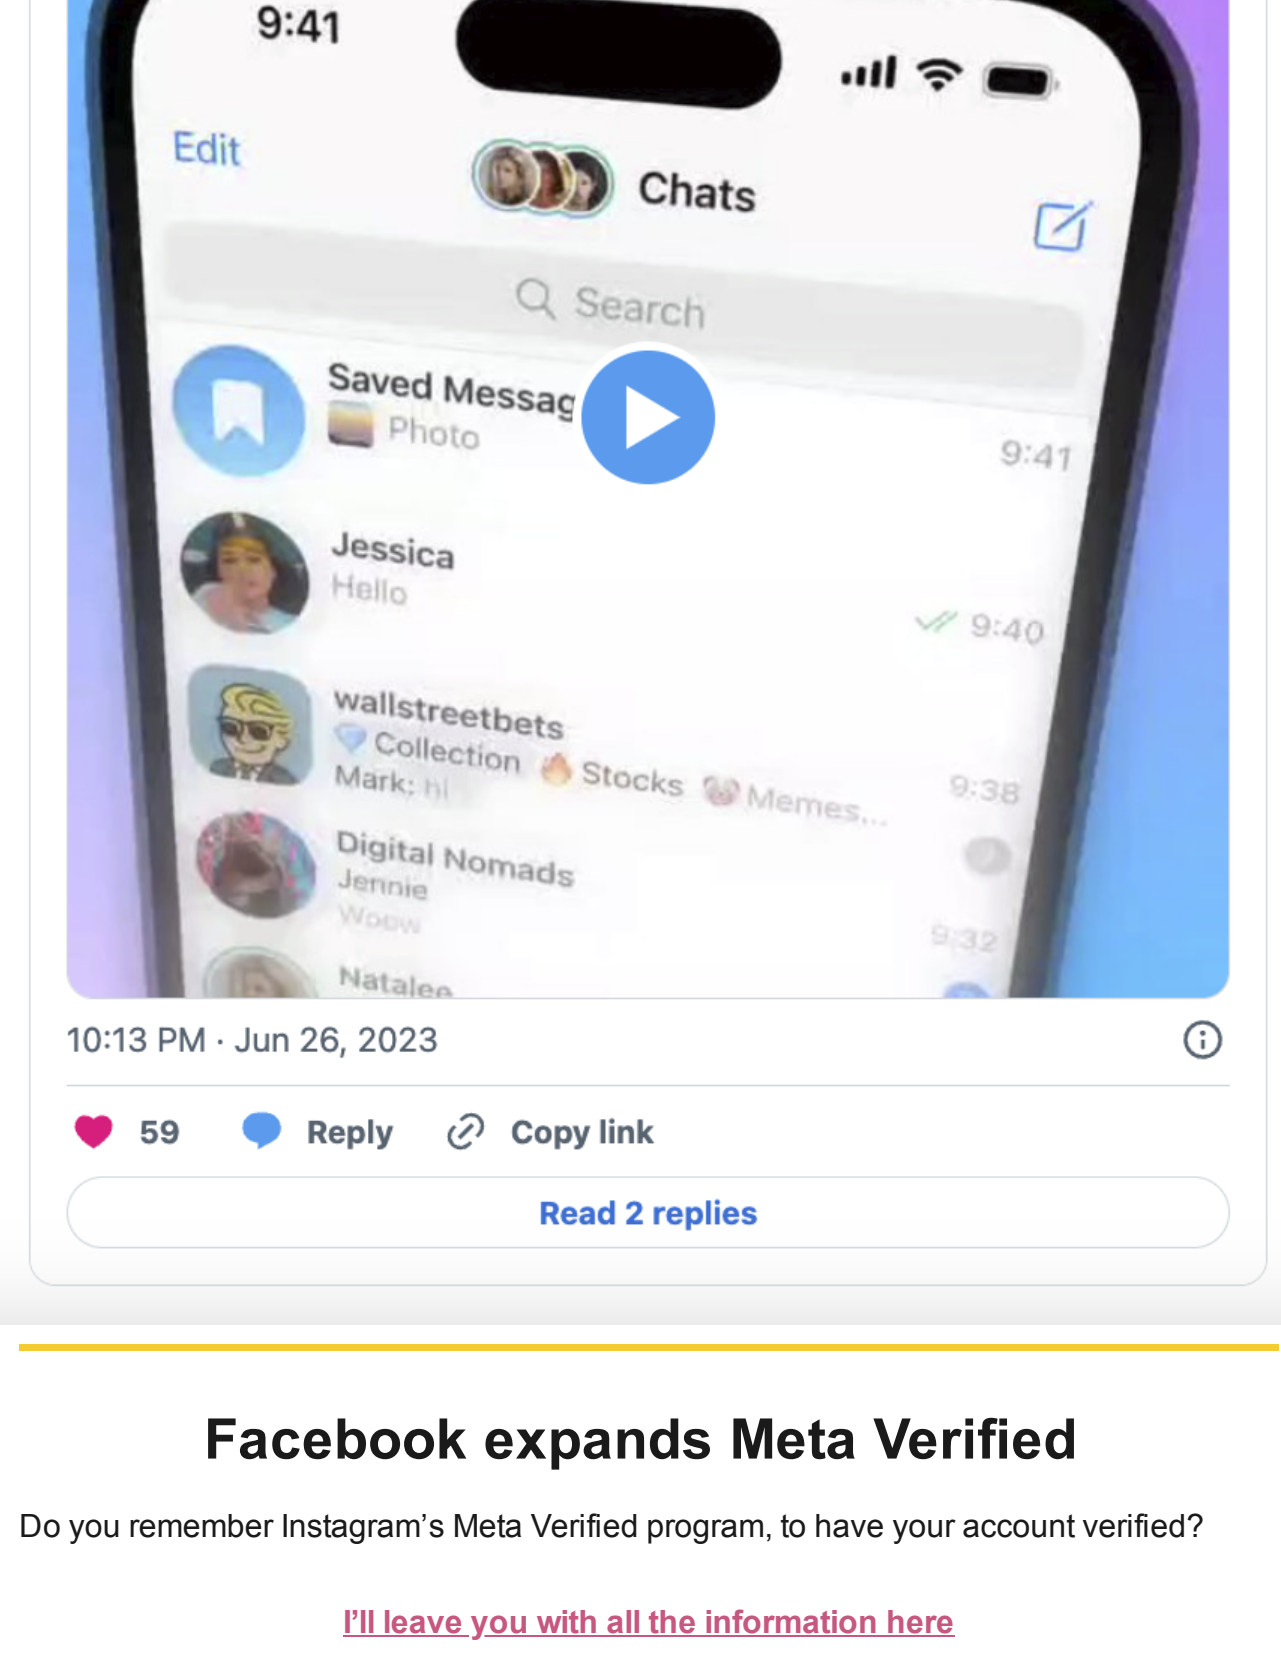 9:41
Edit
Chats
Search
Saved Messag
Photo
9:41
Jessica
Hello
9:40
wallstreetbets
Collection Stocks Memes...
9:38
Mark: hi
Digital Nomads
Jennie
Woow
9:32
Natalee
10:13 PM · Jun 26, 2023
59 Reply Copy link
Read 2 replies
Facebook expands Meta Verified
Do you remember Instagram’s Meta Verified program, to have your account verified?
I’ll leave you with all the information here